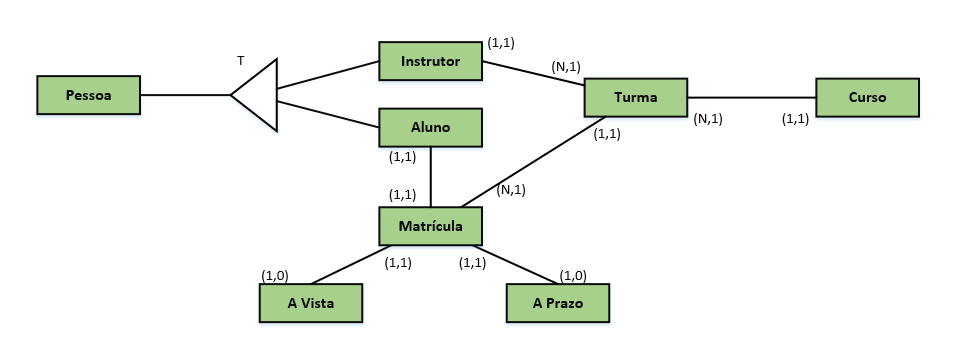 T
Instrutor
(1,1)
(N,1)
Pessoa
Turma
Curso
(N,1)
(1,1)
Aluno
(1,1)
(1,1)
(1,1)
(N,1)
Matrícula
(1,1)
(1,1)
(1,0)
(1,0)
A Vista
A Prazo